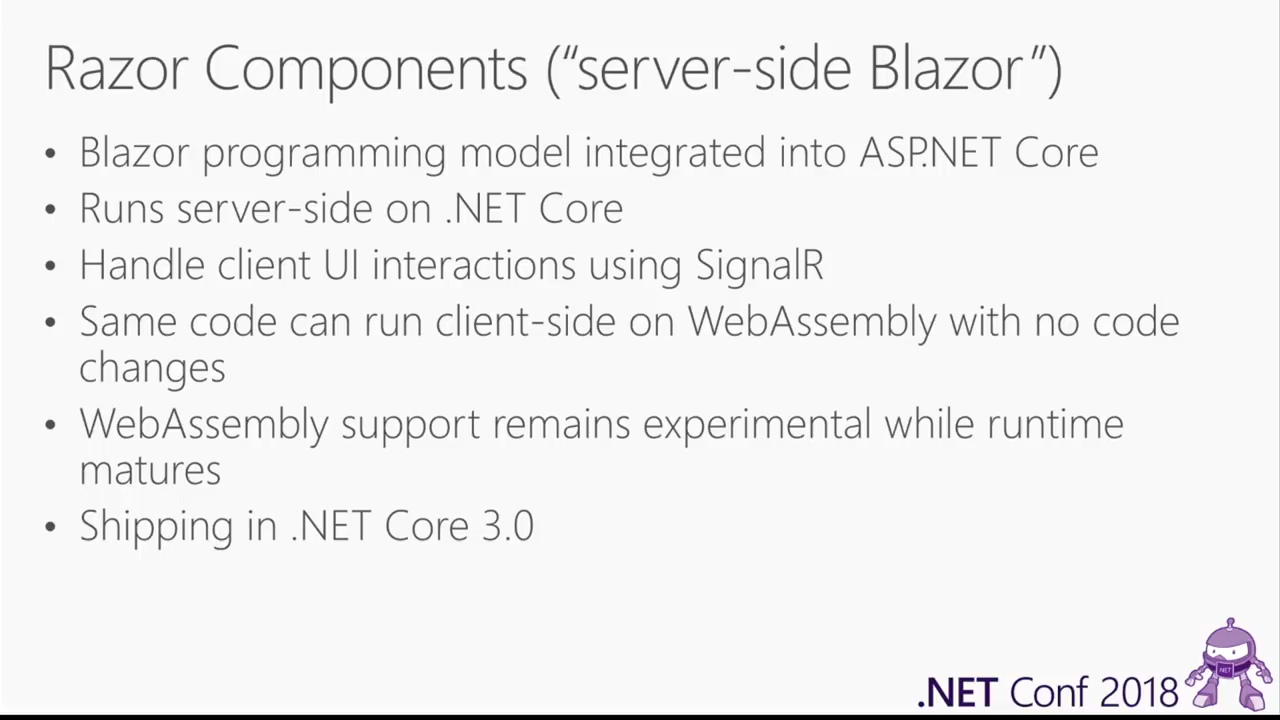 Razor Components (“server-side Blazor”)
• Blazor programming model integrated into ASP.NET Core
• Runs server-side on .NET Core
• Handle client UI interactions using SignalR
• Same code can run client-side on WebAssembly with no code
changes
• WebAssembly support remains experimental while runtime
matures
• Shipping in .NET Core 3.0
.NET
.NET Conf 2018